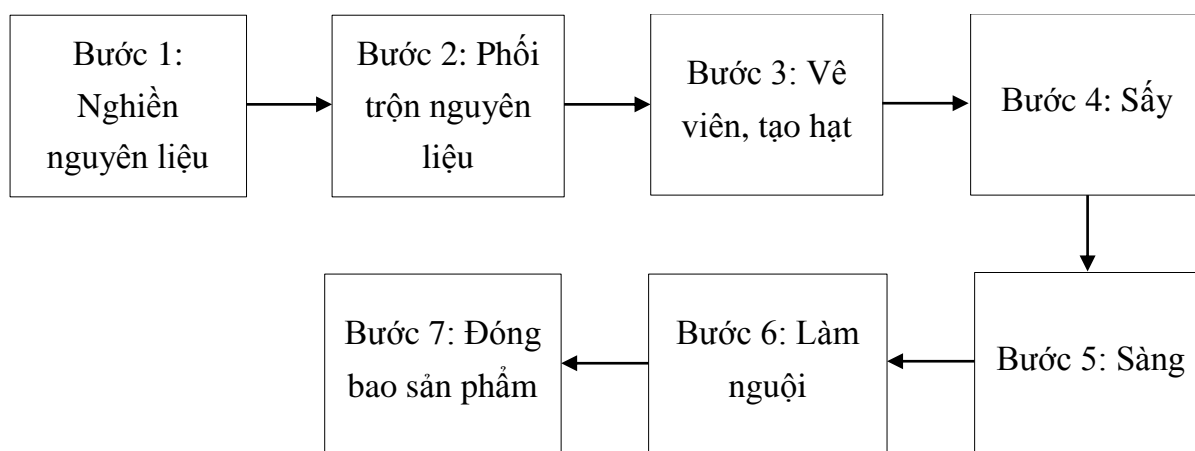 Bước 1:
Nghiền
nguyên liệu
Bước 2: Phối
trộn nguyên
liệu
Bước 3: Vê
viên, tạo hạt
Bước 4: Sấy
Bước 5: Sàng
Bước 6: Làm
nguội
Bước 7: Đóng
bao sản phẩm